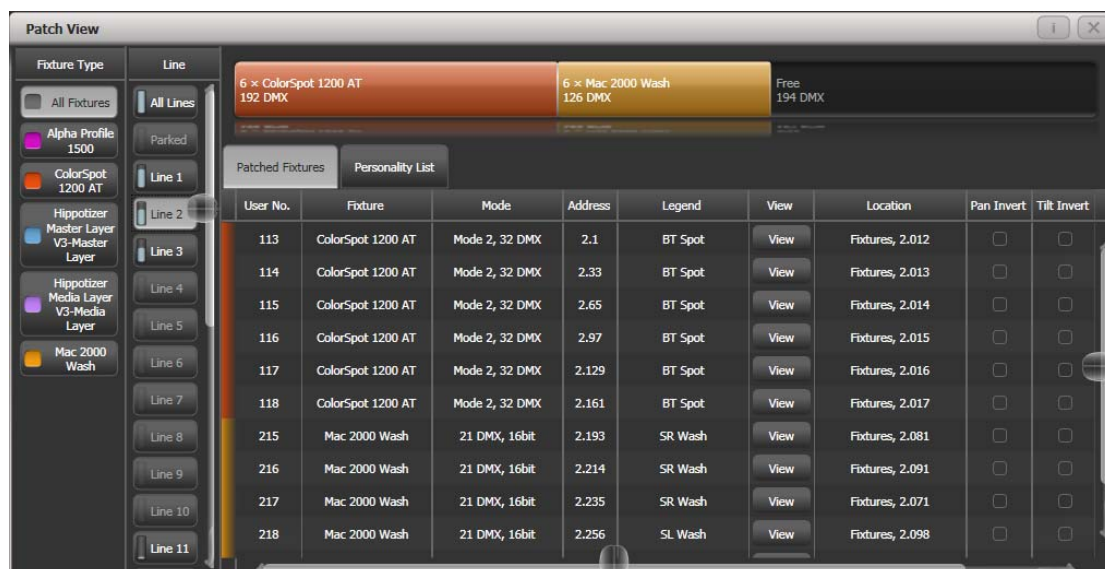 Patch View
Fixture Type
Line
All Fixtures
Alpha Profile
1500
ColorSpot
1200 AT
Hippotizer
Master Layer
V3-Master
Layer
Hippotizer
Media Layer
V3-Media
Layer
Mac 2000
Wash
All Lines
Parked
Line 1
Line 2
Line 3
Line 4
Line 5
Line 6
Line 7
Line 8
Line 9
Line 10
Line 11
6 × ColorSpot 1200 AT
192 DMX
6 × Mac 2000 Wash
126 DMX
Free
194 DMX
Patched Fixtures
Personality List
User No. Fixture Mode Address Legend View Location Pan Invert Tilt Invert
113 ColorSpot 1200 AT Mode 2, 32 DMX 2.1 BT Spot View Fixtures, 2.012
114 ColorSpot 1200 AT Mode 2, 32 DMX 2.33 BT Spot View Fixtures, 2.013
115 ColorSpot 1200 AT Mode 2, 32 DMX 2.65 BT Spot View Fixtures, 2.014
116 ColorSpot 1200 AT Mode 2, 32 DMX 2.97 BT Spot View Fixtures, 2.015
117 ColorSpot 1200 AT Mode 2, 32 DMX 2.129 BT Spot View Fixtures, 2.016
118 ColorSpot 1200 AT Mode 2, 32 DMX 2.161 BT Spot View Fixtures, 2.017
215 Mac 2000 Wash 21 DMX, 16bit 2.193 SR Wash View Fixtures, 2.081
216 Mac 2000 Wash 21 DMX, 16bit 2.214 SR Wash View Fixtures, 2.091
217 Mac 2000 Wash 21 DMX, 16bit 2.235 SR Wash View Fixtures, 2.071
218 Mac 2000 Wash 21 DMX, 16bit 2.256 SL Wash View Fixtures, 2.098